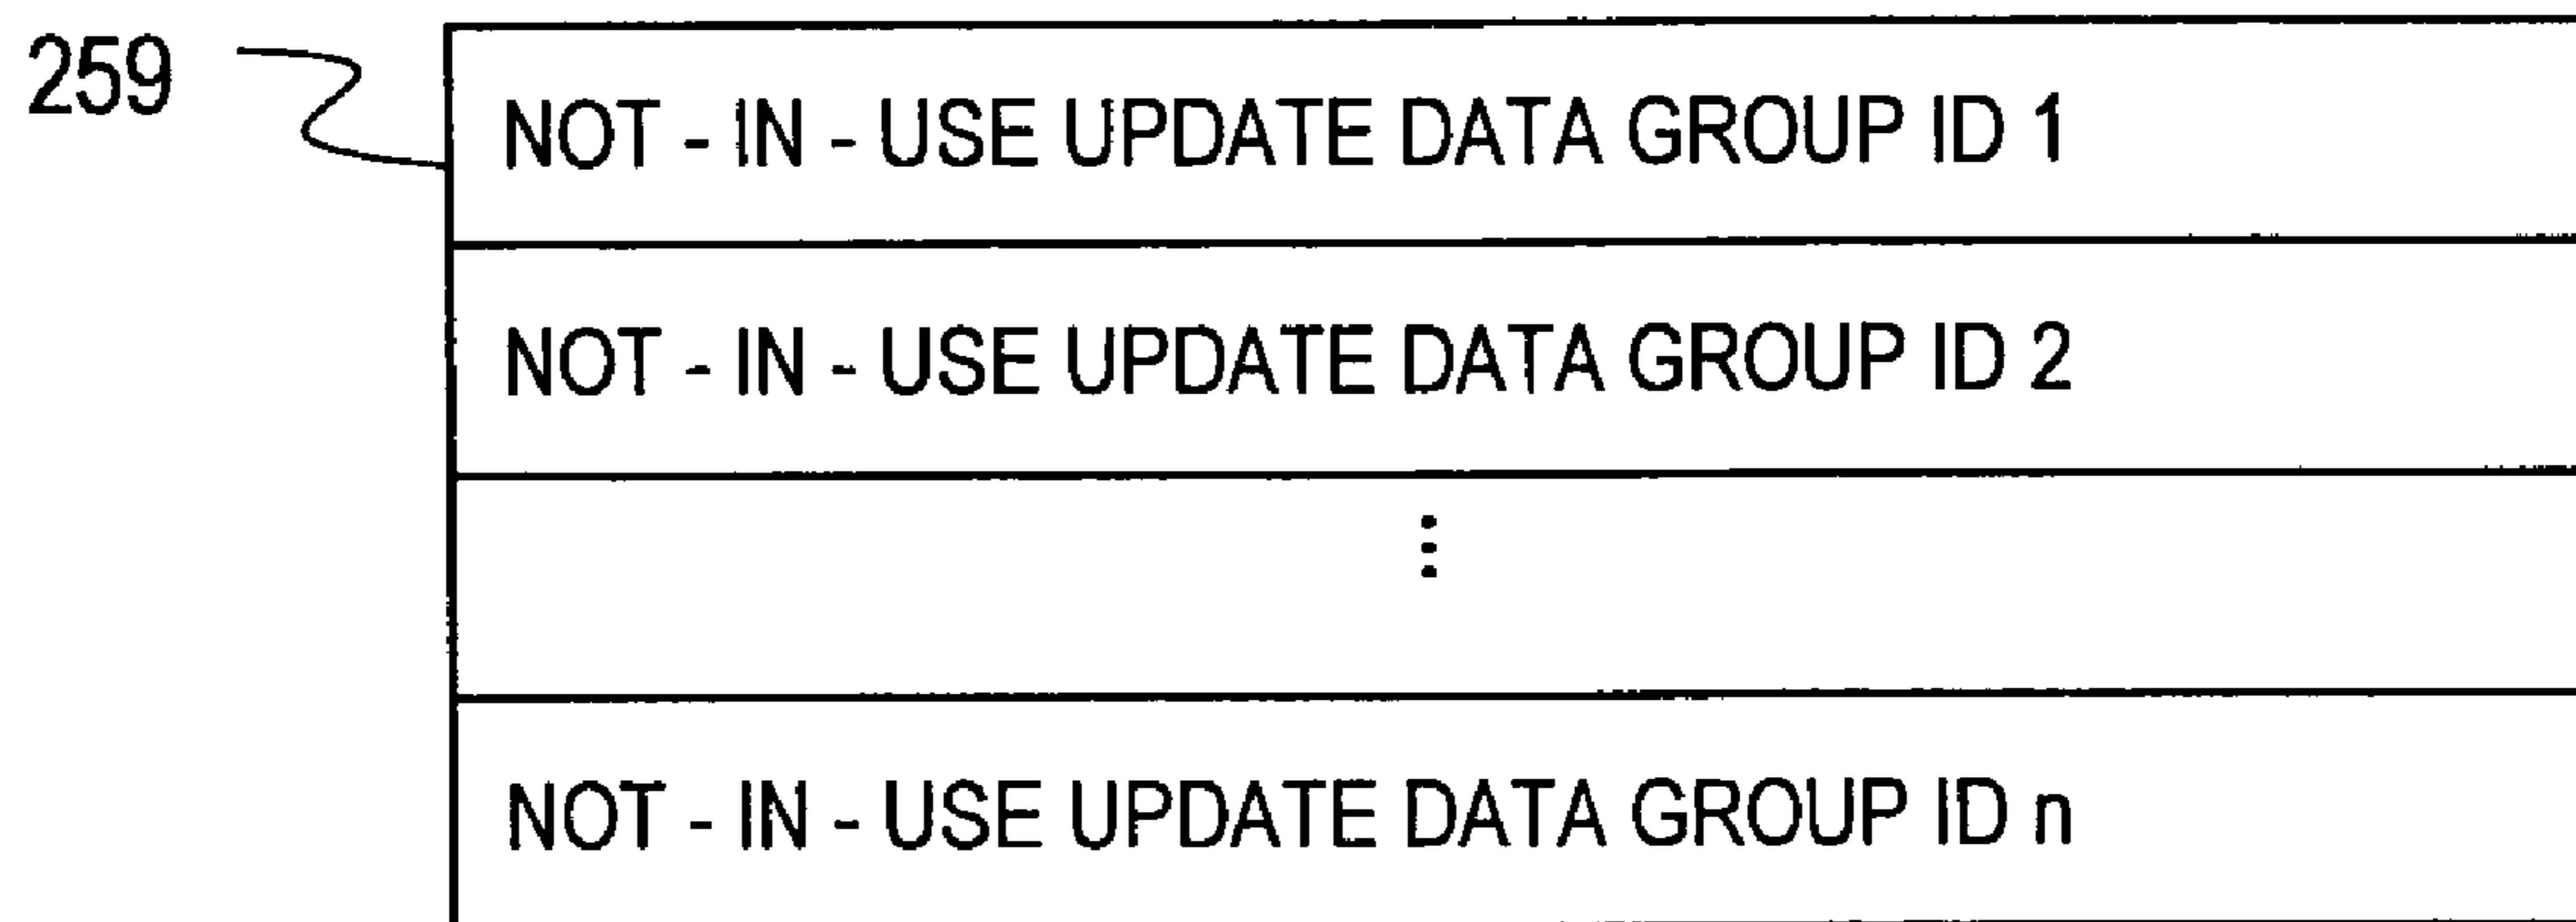 259
NOT - IN - USE UPDATE DATA GROUP ID 1
NOT - IN - USE UPDATE DATA GROUP ID 2
⋮
NOT - IN - USE UPDATE DATA GROUP ID n